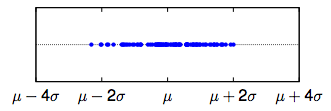 μ − 4σ μ − 2σ μ μ + 2σ μ + 4σ